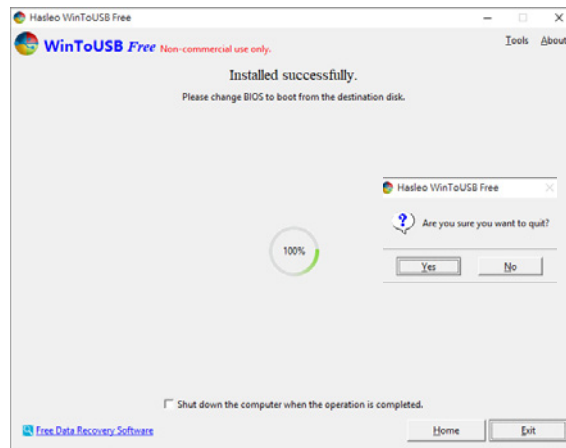 Hasleo WinToUSB Free
WinToUSB Free Non-commercial use only.
Tools About
Installed successfully.
Please change BIOS to boot from the destination disk.
Hasleo WinToUSB Free
Are you sure you want to quit?
Yes No
100%
Shut down the computer when the operation is completed.
Free Data Recovery Software
Home Exit